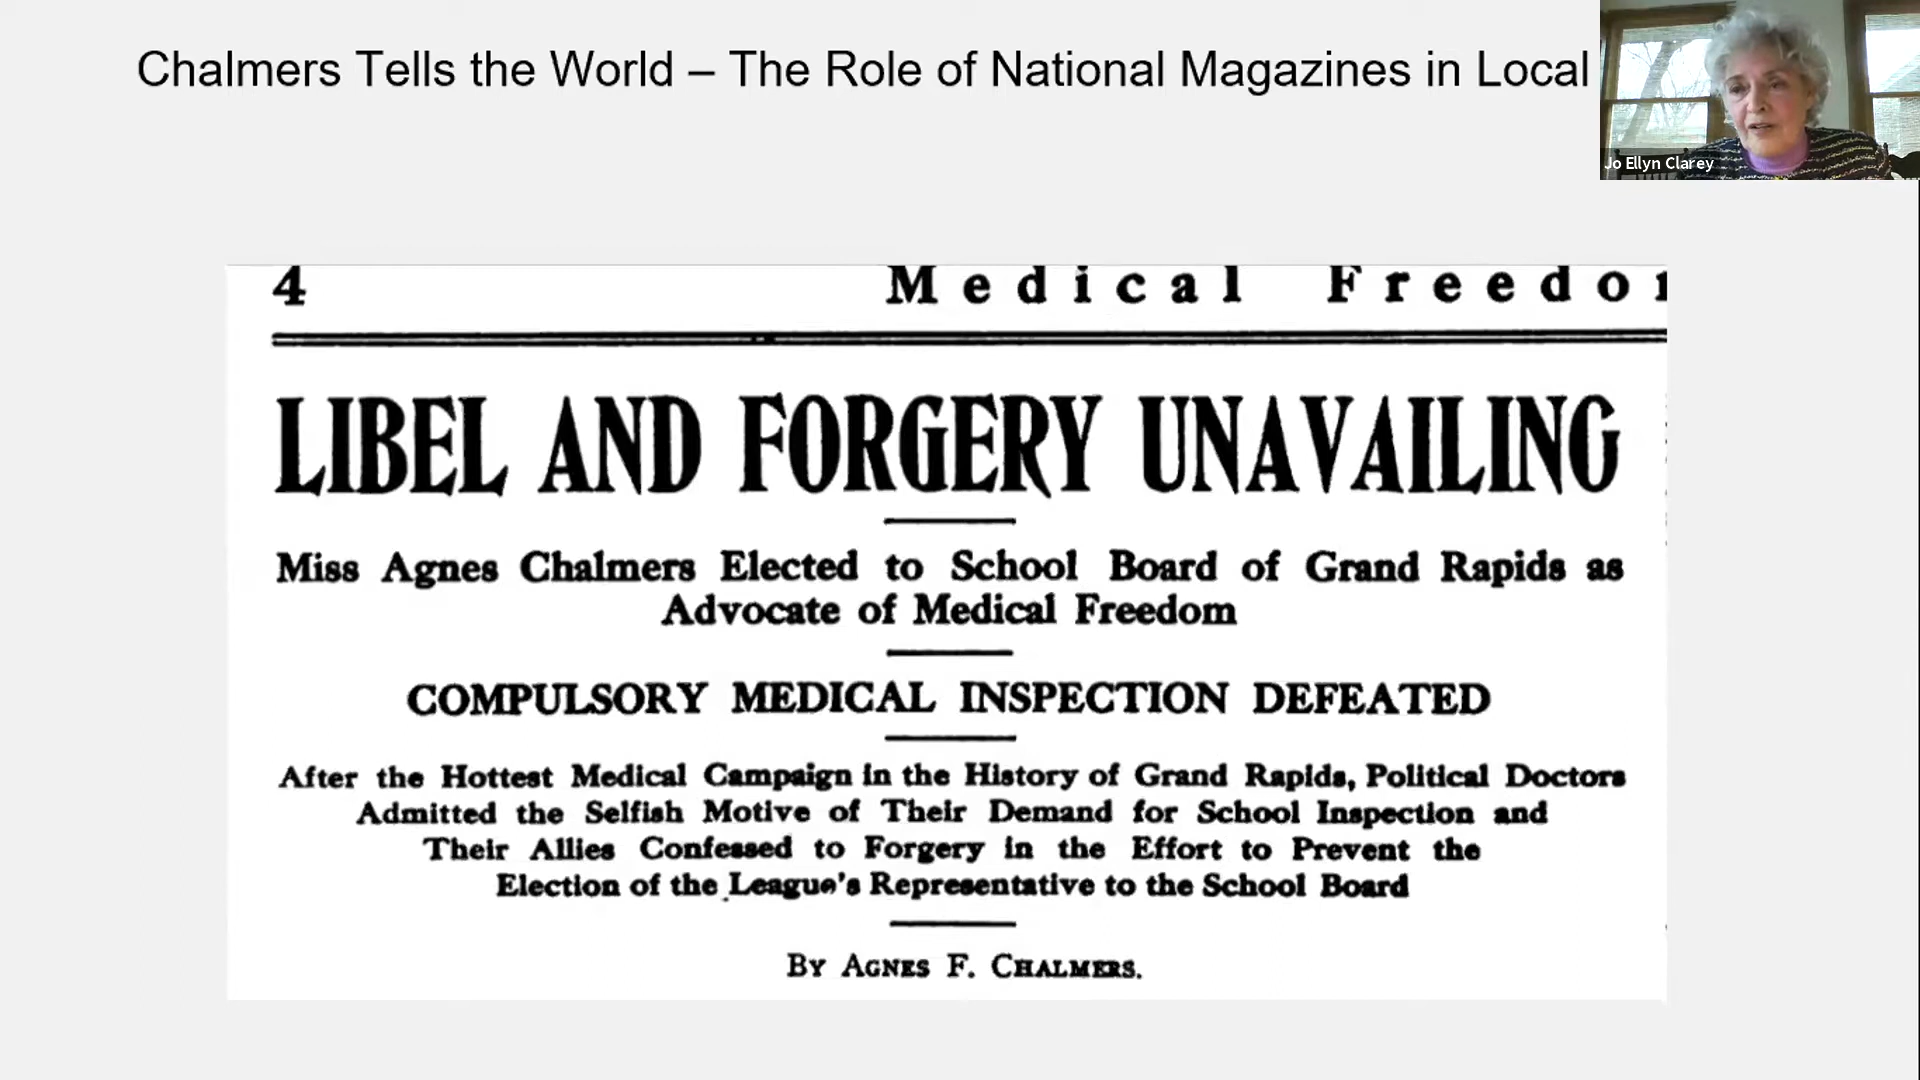 Chalmers Tells the World – The Role of National Magazines in Local
Jo Ellyn Clarey
4 Medical Freedo
LIBEL AND FORGERY UNAVAILING
Miss Agnes Chalmers Elected to School Board of Grand Rapids as
Advocate of Medical Freedom
COMPULSORY MEDICAL INSPECTION DEFEATED
After the Hottest Medical Campaign in the History of Grand Rapids, Political Doctors
Admitted the Selfish Motive of Their Demand for School Inspection and
Their Allies Confessed to Forgery in the Effort to Prevent the
Election of the League's Representative to the School Board
By Agnes F. Chalmers.